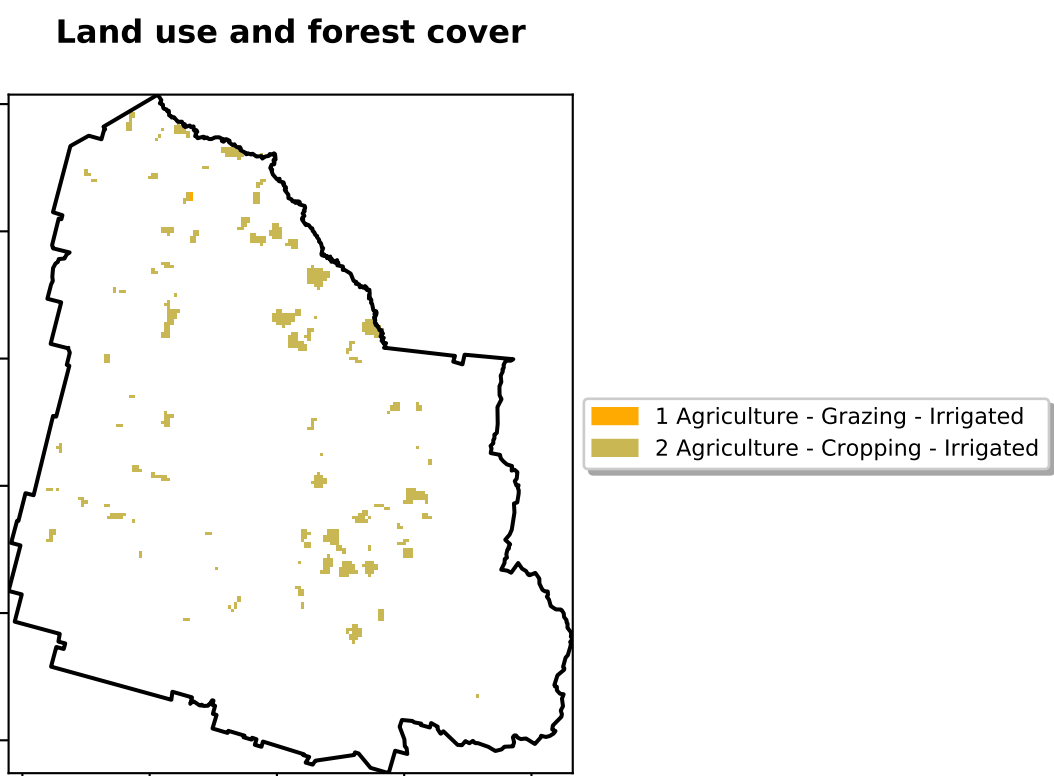 Land use and forest cover
1 Agriculture - Grazing - Irrigated
2 Agriculture - Cropping - Irrigated